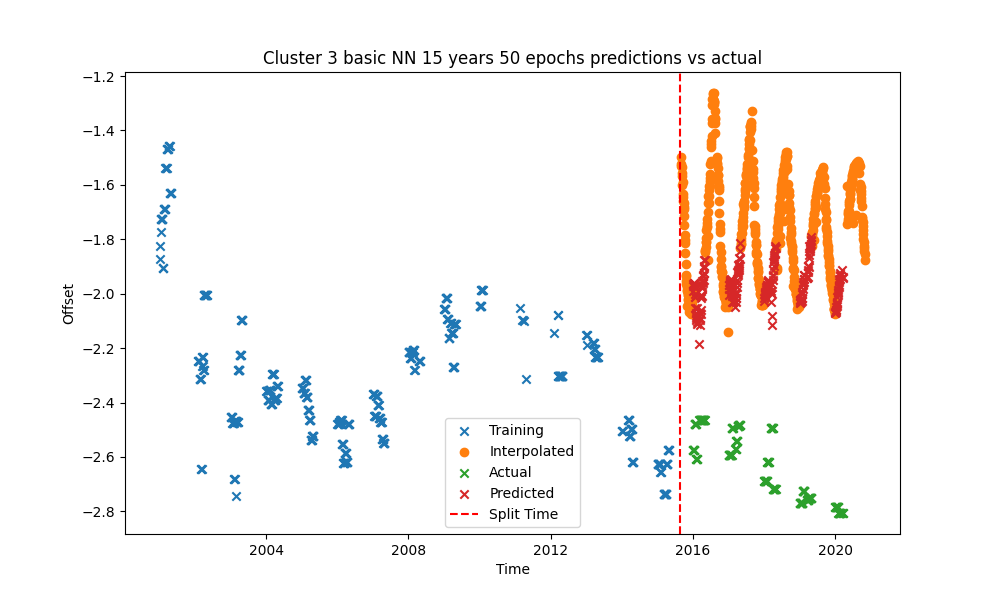 Cluster 3 basic NN 15 years 50 epochs predictions vs actual
−1.2
−1.4
−1.6
−1.8
−2.0
−2.2
−2.4
−2.6
−2.8
Offset
Training
Interpolated
Actual
Predicted
Split Time
2004
2008
2012
2016
2020
Time